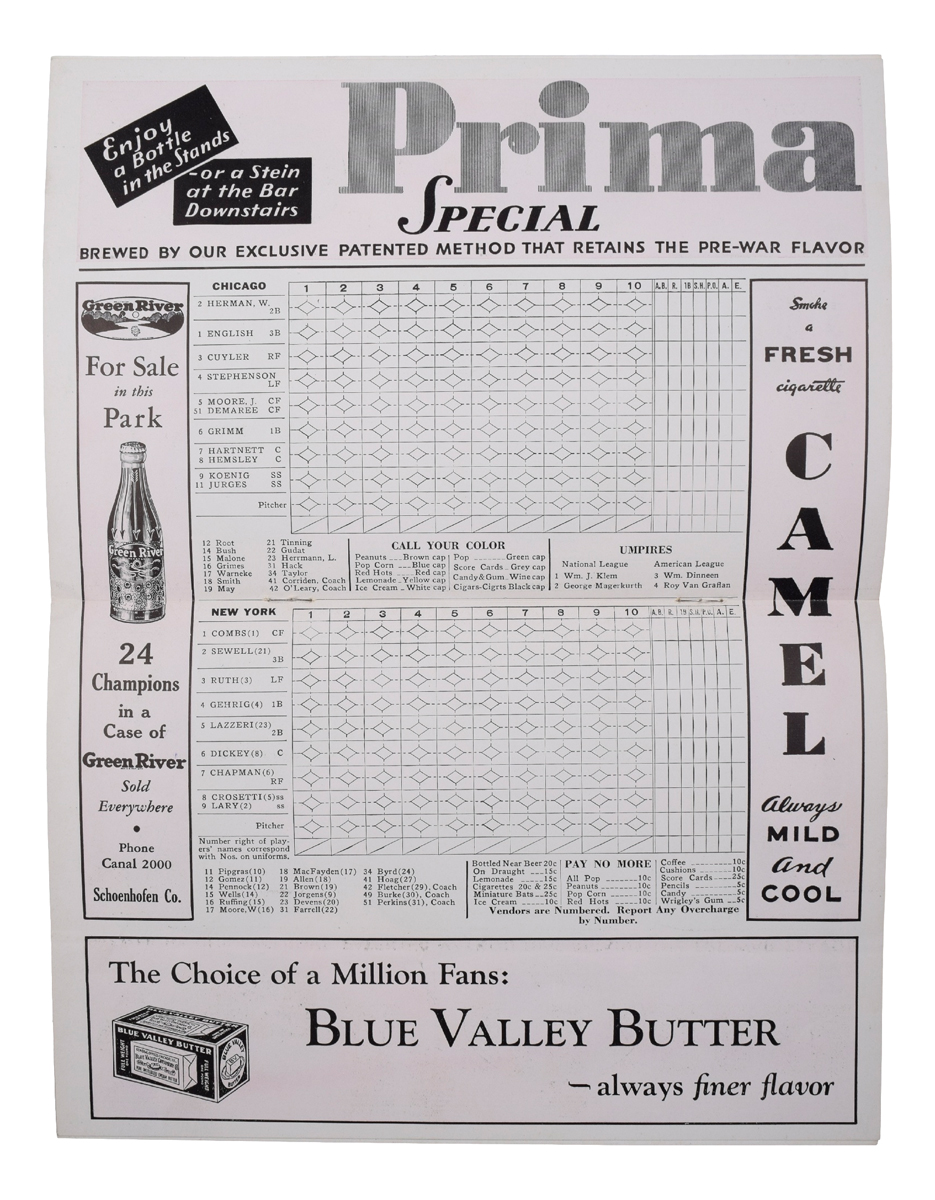 Enjoy
a Bottle
in the Stands
-or a Stein
at the Bar
Downstairs
Prima
SPECIAL
BREWED BY OUR EXCLUSIVE PATENTED METHOD THAT RETAINS THE PRE-WAR FLAVOR
Green River
For Sale
in this
Park
Green River
24
Champions
in a
Case of
Green River
Sold
Everywhere
•
Phone
Canal 2000
Schoenhofen Co.
CHICAGO 1 2 3 4 5 6 7 8 9 10 A.B. R. 1B S.H. P.O. A. E.
2 HERMAN, W.
2B
1 ENGLISH 3B
3 CUYLER RF
4 STEPHENSON
LF
5 MOORE, J. CF
51 DEMAREE CF
6 GRIMM 1B
7 HARTNETT C
8 HEMSLEY C
9 KOENIG SS
11 JURGES SS
Pitcher
12 Root 21 Tinning
14 Bush 22 Gudat
15 Malone 23 Herrmann, L.
16 Grimes 31 Hack
17 Warneke 34 Taylor
18 Smith 41 Corriden, Coach
19 May 42 O'Leary, Coach
CALL YOUR COLOR
Peanuts Brown cap Pop Green cap
Pop Corn Blue cap Score Cards Grey cap
Red Hots Red cap Candy & Gum Wine cap
Lemonade Yellow cap Cigars-Cigrts Black cap
Ice Cream White cap
UMPIRES
National League American League
1 Wm. J. Klem 3 Wm. Dinneen
2 George Magerkurth 4 Roy Van Graflan
NEW YORK 1 2 3 4 5 6 7 8 9 10 A.B. R. 1B S.H. P.O. A. E.
1 COMBS(1) CF
2 SEWELL(21)
3B
3 RUTH(3) LF
4 GEHRIG(4) 1B
5 LAZZERI(23)
2B
6 DICKEY(8) C
7 CHAPMAN(6)
RF
8 CROSETTI(5)ss
9 LARY(2) ss
Pitcher
Number right of play-
ers' names correspond
with Nos. on uniforms.
11 Pipgras(10) 18 MacFayden(17) 34 Byrd(24)
12 Gomez(11) 19 Allen(18) 41 Hoag(27)
14 Pennock(12) 21 Brown(19) 42 Fletcher(29), Coach
15 Wells(14) 22 Jorgens(9) 49 Burke(30), Coach
16 Ruffing(15) 23 Devens(20) 51 Perkins(31), Coach
17 Moore,W(16) 31 Farrell(22)
Bottled Near Beer 20c
On Draught 15c
Lemonade 15c
Cigarettes 20c & 25c
Miniature Bats 25c
Ice Cream 10c
PAY NO MORE
All Pop 10c
Peanuts 10c
Pop Corn 10c
Red Hots 10c
Coffee 10c
Cushions 10c
Score Cards 25c
Pencils 5c
Candy 5c
Wrigley's Gum 5c
Vendors are Numbered. Report Any Overcharge
by Number.
Smoke
a
FRESH
cigarette
CAMEL
Always
MILD
and
COOL
The Choice of a Million Fans:
BLUE VALLEY BUTTER
BLUE VALLEY BUTTER
—always finer flavor